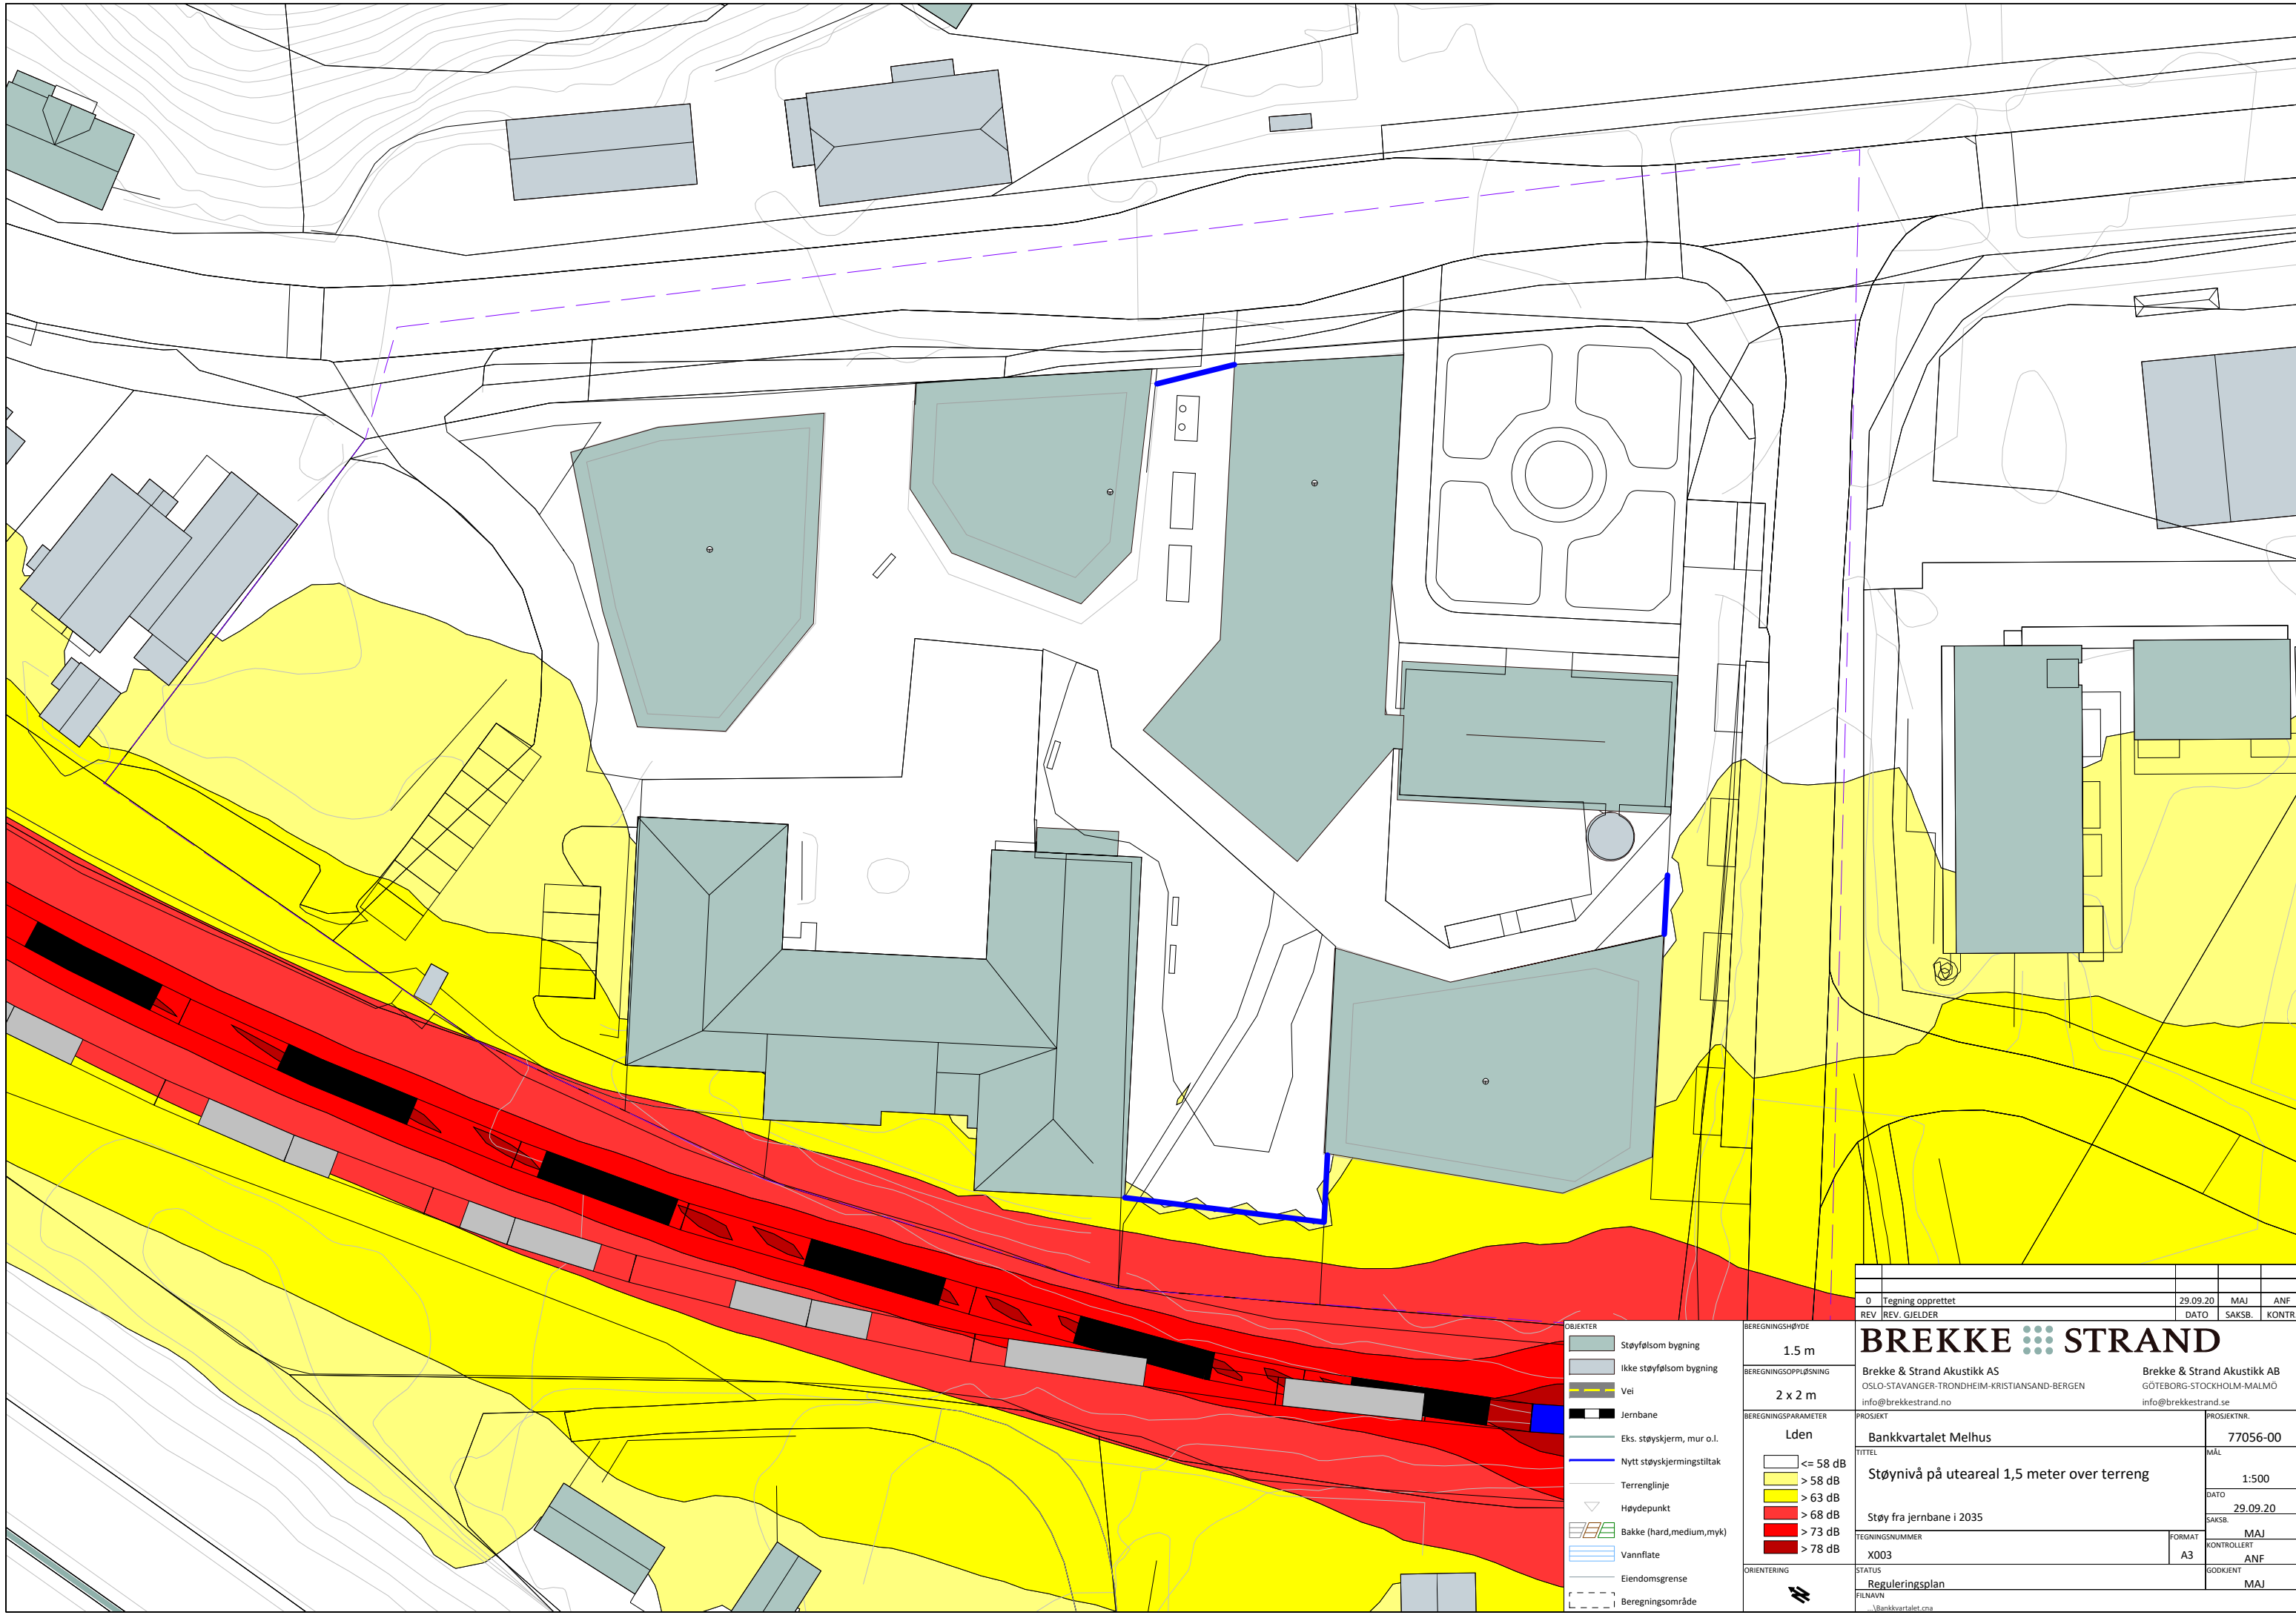 0 Tegning opprettet 29.09.20 MAJ ANF
REV REV. GJELDER DATO SAKSB. KONTR.
OBJEKTER
Støyfølsom bygning
Ikke støyfølsom bygning
Vei
Jernbane
Eks. støyskjerm, mur o.l.
Nytt støyskjermingstiltak
Terrenglinje
Høydepunkt
Bakke (hard,medium,myk)
Vannflate
Eiendomsgrense
Beregningsområde
BEREGNINGSHØYDE
1.5 m
BEREGNINGSOPPLØSNING
2 x 2 m
BEREGNINGSPARAMETER
Lden
<= 58 dB
> 58 dB
> 63 dB
> 68 dB
> 73 dB
> 78 dB
ORIENTERING
BREKKE STRAND
Brekke & Strand Akustikk AS
OSLO-STAVANGER-TRONDHEIM-KRISTIANSAND-BERGEN
info@brekkestrand.no
Brekke & Strand Akustikk AB
GÖTEBORG-STOCKHOLM-MALMÖ
info@brekkestrand.se
PROSJEKT
Bankkvartalet Melhus
PROSJEKTNR.
77056-00
TITTEL
Støynivå på uteareal 1,5 meter over terreng
Støy fra jernbane i 2035
MÅL
1:500
DATO
29.09.20
SAKSB.
MAJ
TEGNINGSNUMMER
X003
FORMAT
A3
KONTROLLERT
ANF
STATUS
Reguleringsplan
GODKJENT
MAJ
FILNAVN
...\Bankkvartalet.cna